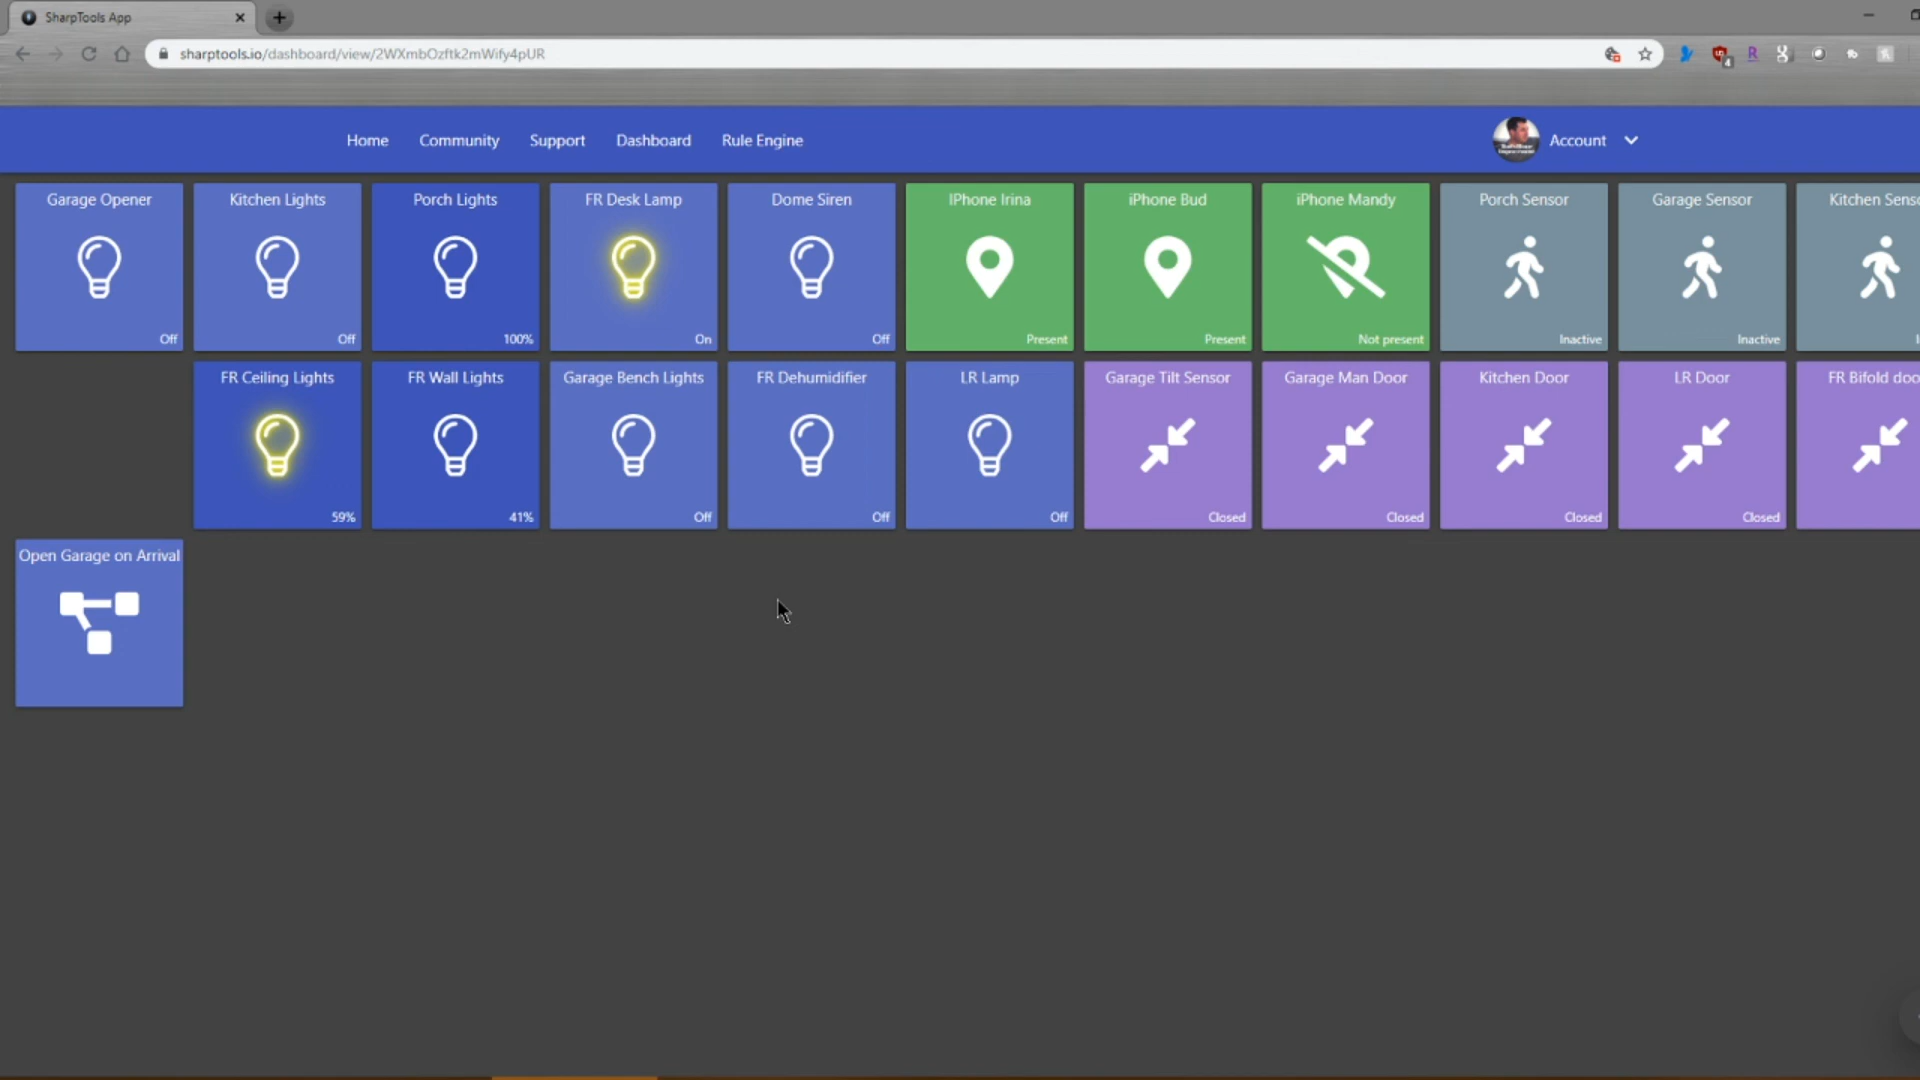 SharpTools App
sharptools.io/dashboard/view/2WXmbOzftk2mWify4pUR
4
R
Home Community Support Dashboard Rule Engine
Account
Garage Opener
Off
Kitchen Lights
Off
Porch Lights
100%
FR Desk Lamp
On
Dome Siren
Off
IPhone Irina
Present
iPhone Bud
Present
iPhone Mandy
Not present
Porch Sensor
Inactive
Garage Sensor
Inactive
Kitchen
FR Ceiling Lights
59%
FR Wall Lights
41%
Garage Bench Lights
Off
FR Dehumidifier
Off
LR Lamp
Off
Garage Tilt Sensor
Closed
Garage Man Door
Closed
Kitchen Door
Closed
LR Door
Closed
FR Bifold
Open Garage on Arrival